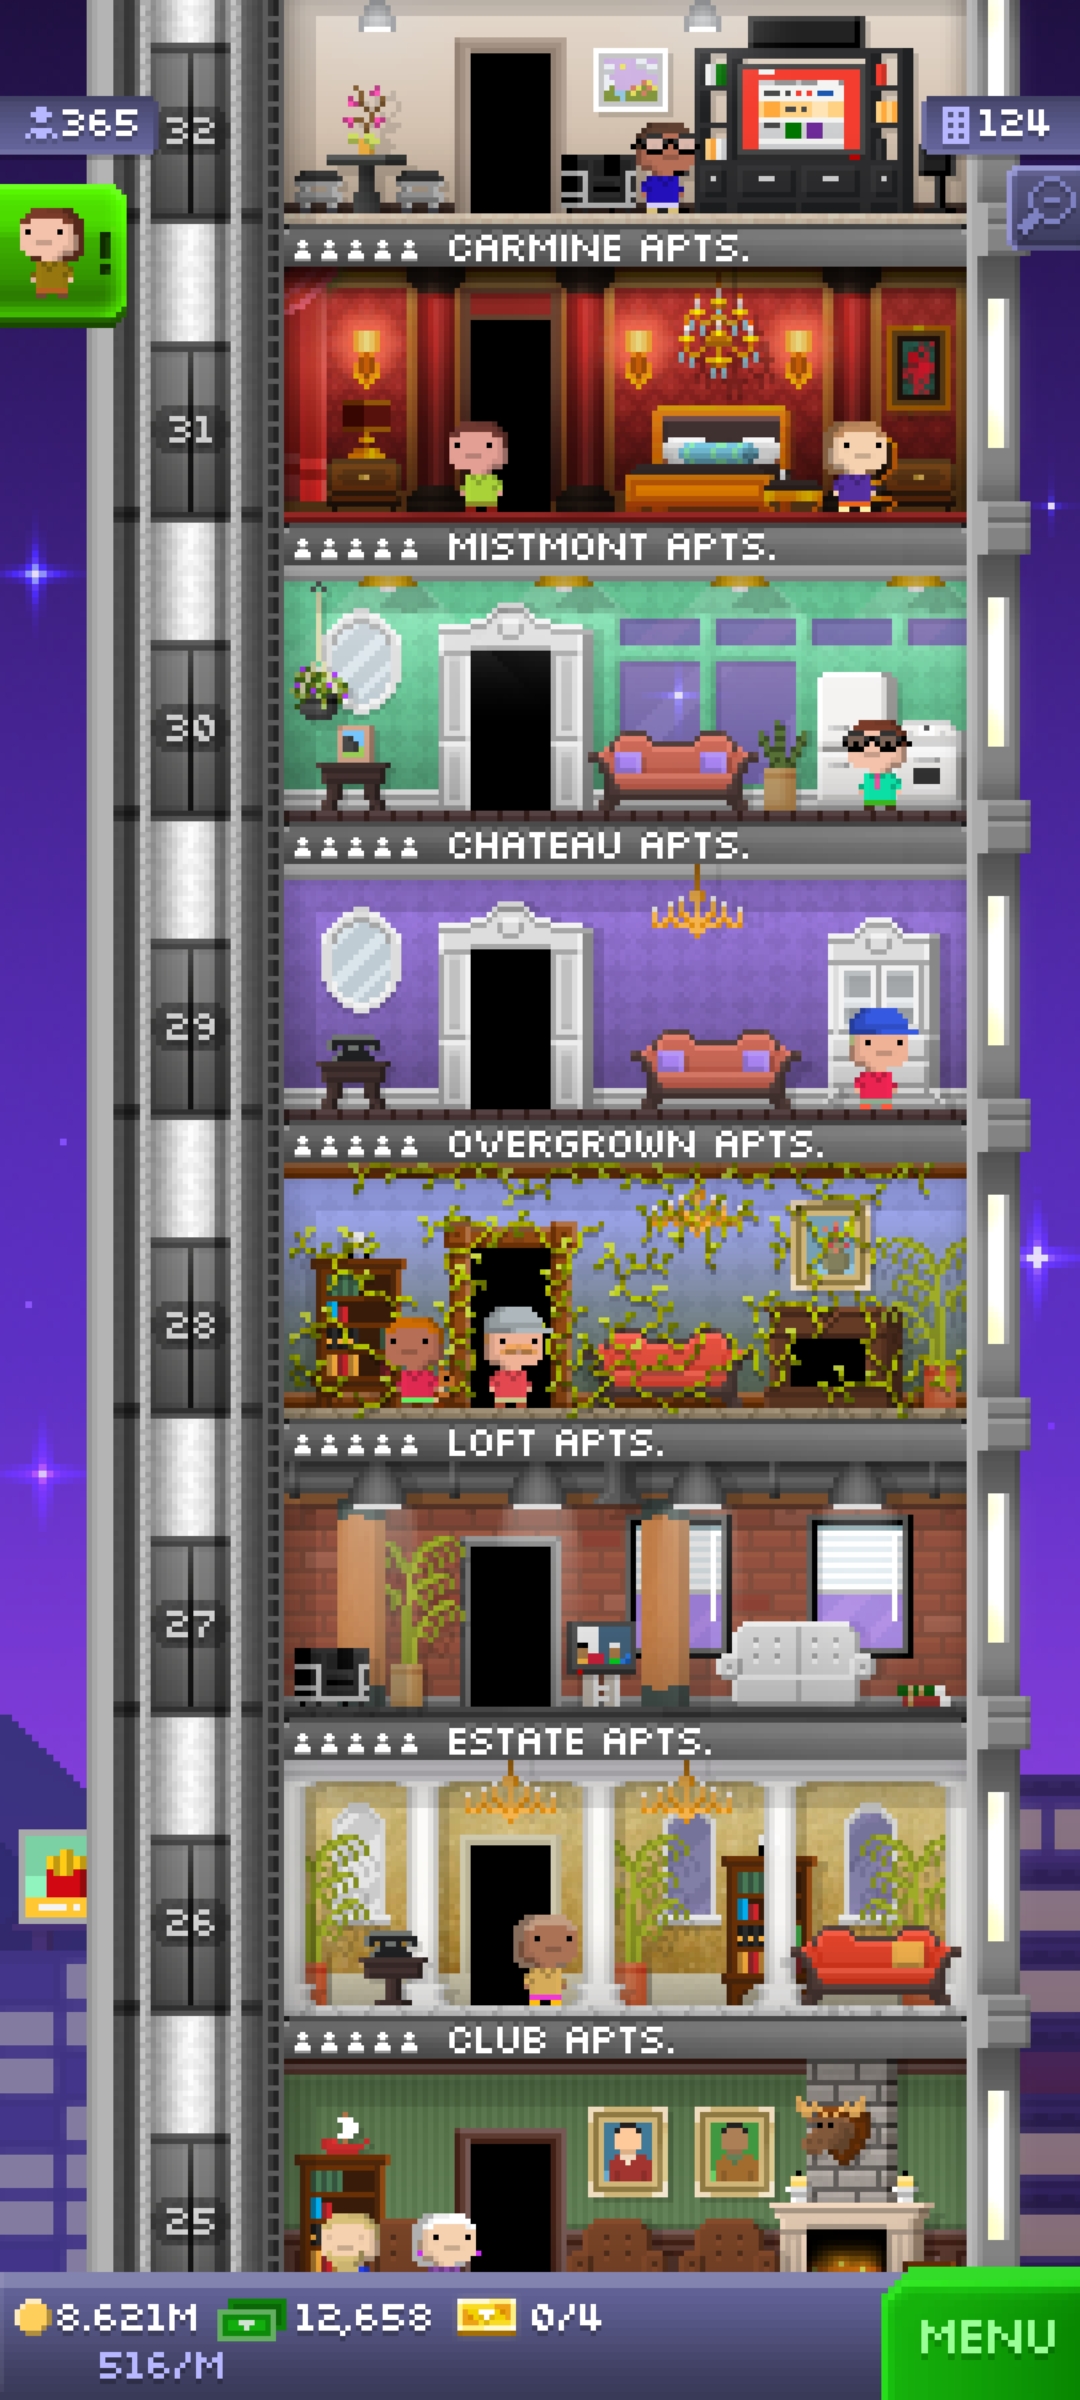 32
365
124
CARMINE APTS.
31
MISTMONT APTS.
30
CHATEAU APTS.
29
OVERGROWN APTS.
28
LOFT APTS.
27
ESTATE APTS.
26
CLUB APTS.
25
8.621M 12,658 0/4
516/M
MENU
!